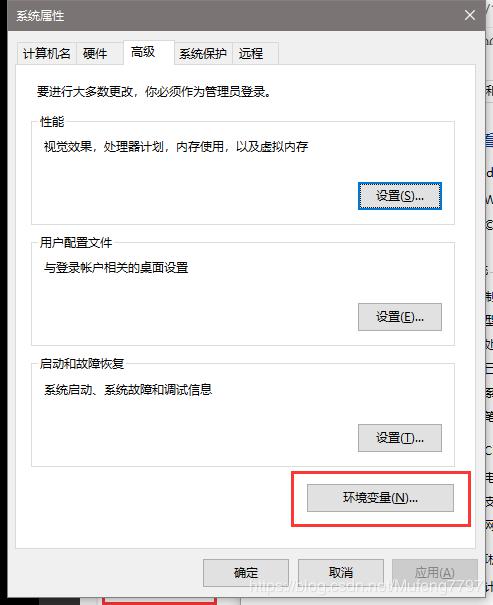 系统属性
计算机名 硬件 高级 系统保护 远程
要进行大多数更改，你必须作为管理员登录。
性能
视觉效果，处理器计划，内存使用，以及虚拟内存
设置(S)...
用户配置文件
与登录帐户相关的桌面设置
设置(E)...
启动和故障恢复
系统启动、系统故障和调试信息
设置(T)...
环境变量(N)...
确定 取消 应用(A)
https://blog.csdn.net/Mufeng7797